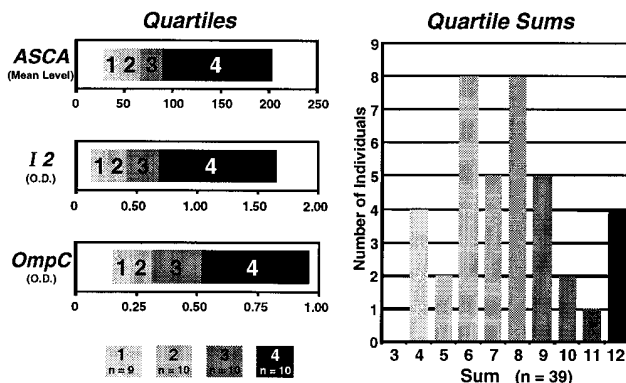 Quartiles
ASCA
(Mean Level)
1 2 3 4
0 50 100 150 200 250
I 2
(O.D.)
1 2 3 4
0 0.50 1.00 1.50 2.00
OmpC
(O.D.)
1 2 3 4
0 0.25 0.50 0.75 1.00
1 2 3 4
n = 9 n = 10 n = 10 n = 10
Quartile Sums
Number of Individuals
9
8
7
6
5
4
3
2
1
0
3 4 5 6 7 8 9 10 11 12
Sum (n = 39)